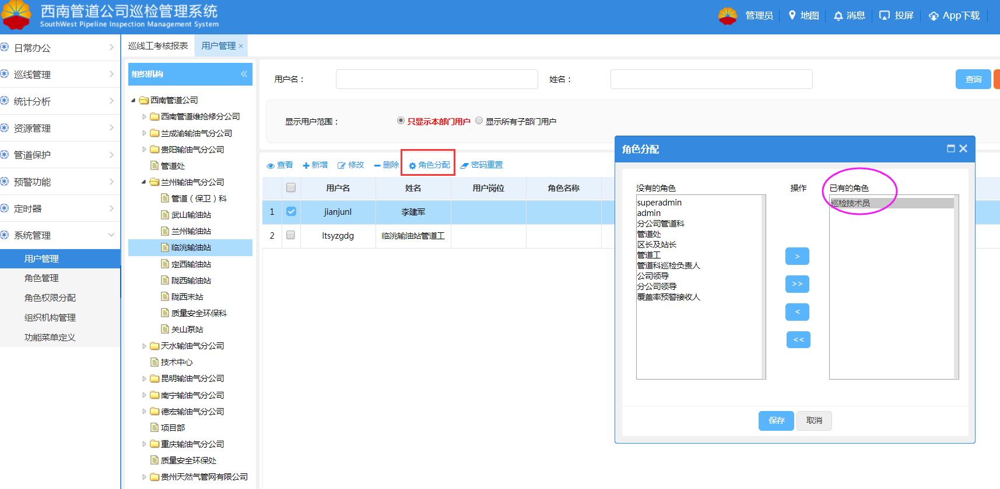 西南管道公司巡检管理系统
SouthWest Pipeline Inspection Management System
管理员 地图 消息 投屏 App下载
日常办公
巡线管理
统计分析
资源管理
管道保护
预警功能
定时器
系统管理
用户管理
角色管理
角色权限分配
组织机构管理
功能菜单定义
巡线工考核报表 用户管理 ×
组织机构 «
西南管道公司
西南管道维抢修分公司
兰成渝输油气分公司
贵阳输油气分公司
管道处
兰州输油气分公司
管道（保卫）科
武山输油站
兰州输油站
临洮输油站
定西输油站
陇西输油站
陇西末站
质量安全环保科
关山泵站
天水输油气分公司
技术中心
昆明输油气分公司
南宁输油气分公司
德宏输油气分公司
项目部
重庆输油气分公司
质量安全环保处
贵州天然气管网有限公司
用户名： 姓名： 查询
显示用户范围： 只显示本部门用户 显示所有子部门用户
查看 新增 修改 删除 角色分配 密码重置
用户名 姓名 用户岗位 角色名称
1 jianjunl 李建军
2 ltsyzgdg 临洮输油站管道工
角色分配
没有的角色 操作 已有的角色
superadmin
admin
分公司管道科
管道处
区长及站长
管道工
管道科巡检负责人
公司领导
分公司领导
覆盖率预警接收人
>
>>
<
<<
巡检技术员
保存 取消